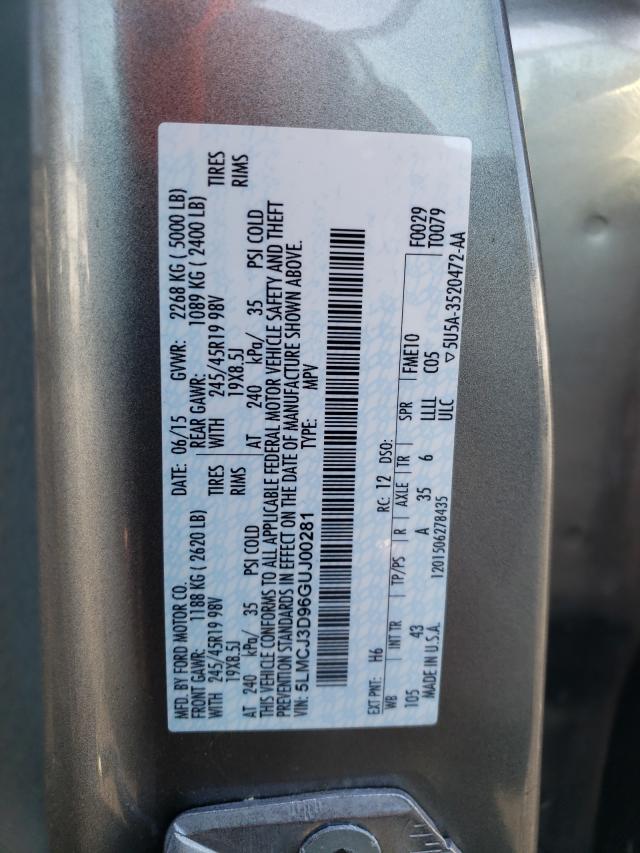 MFD. BY FORD MOTOR CO. DATE: 06/15 GVWR: 2268 KG ( 5000 LB)
FRONT GAWR: 1188 KG ( 2620 LB) REAR GAWR: 1089 KG ( 2400 LB)
WITH 245/45R19 98V TIRES WITH 245/45R19 98V TIRES
19X8.5J RIMS 19X8.5J RIMS
AT 240 kPa/ 35 PSI COLD AT 240 kPa/ 35 PSI COLD
THIS VEHICLE CONFORMS TO ALL APPLICABLE FEDERAL MOTOR VEHICLE SAFETY AND THEFT
PREVENTION STANDARDS IN EFFECT ON THE DATE OF MANUFACTURE SHOWN ABOVE.
VIN: 5LMCJ3D96GUJ00281 TYPE: MPV
EXT PNT: H6 RC: 12 DSO: F0029
WB INT TR TP/PS R AXLE TR SPR FME10 T0079
105 43 A 35 6 LLLL C05
MADE IN U.S.A. 1201506278435 ULC ▽5U5A-3520472-AA